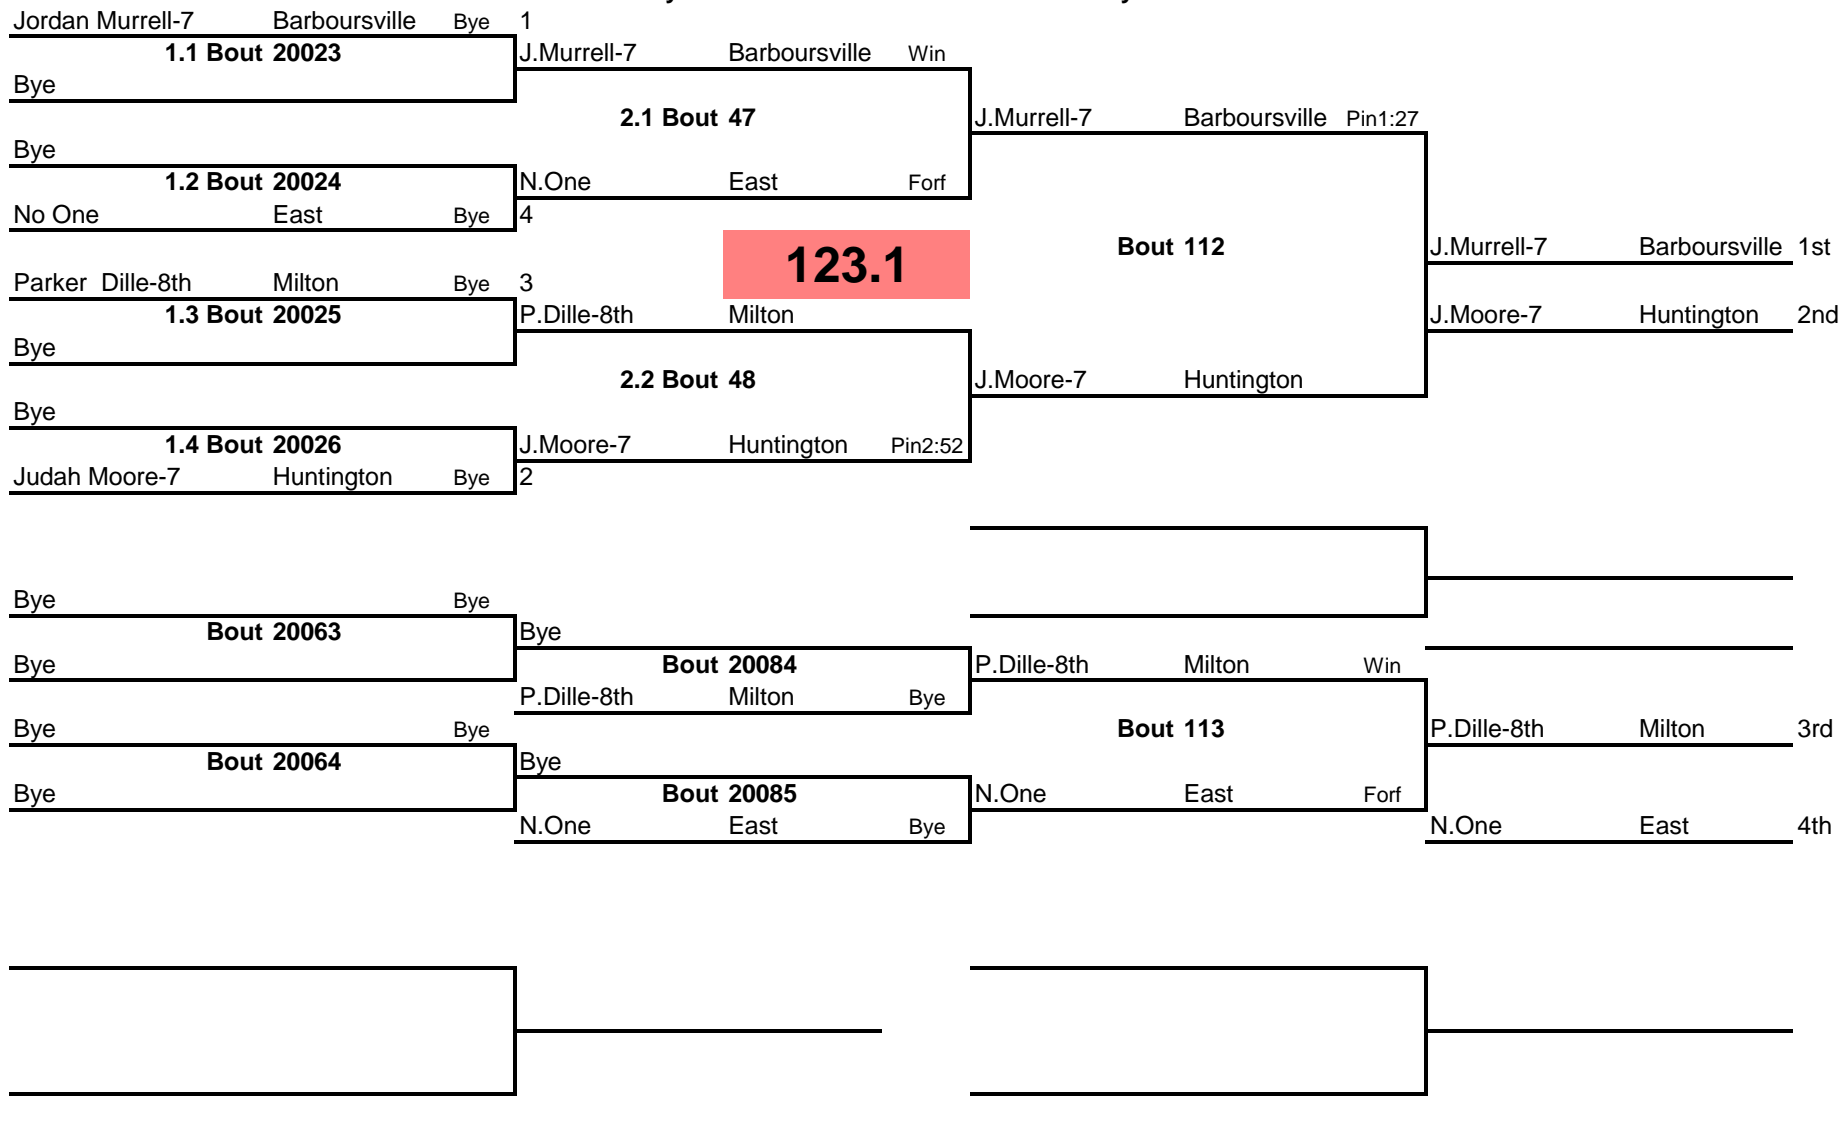 Jordan Murrell-7 Barboursville Bye 1
1.1 Bout 20023 J.Murrell-7 Barboursville Win
Bye
2.1 Bout 47 J.Murrell-7 Barboursville Pin1:27
Bye
1.2 Bout 20024 N.One East Forf
No One East Bye 4
Bout 112 J.Murrell-7 Barboursville 1st
123.1
Parker Dille-8th Milton Bye 3
1.3 Bout 20025 P.Dille-8th Milton J.Moore-7 Huntington 2nd
Bye
2.2 Bout 48 J.Moore-7 Huntington
Bye
1.4 Bout 20026 J.Moore-7 Huntington Pin2:52
Judah Moore-7 Huntington Bye 2
Bye Bye
Bout 20063 Bye
Bye Bout 20084 P.Dille-8th Milton Win
P.Dille-8th Milton Bye
Bye Bye Bout 113 P.Dille-8th Milton 3rd
Bout 20064 Bye
Bye Bout 20085 N.One East Forf
N.One East Bye N.One East 4th